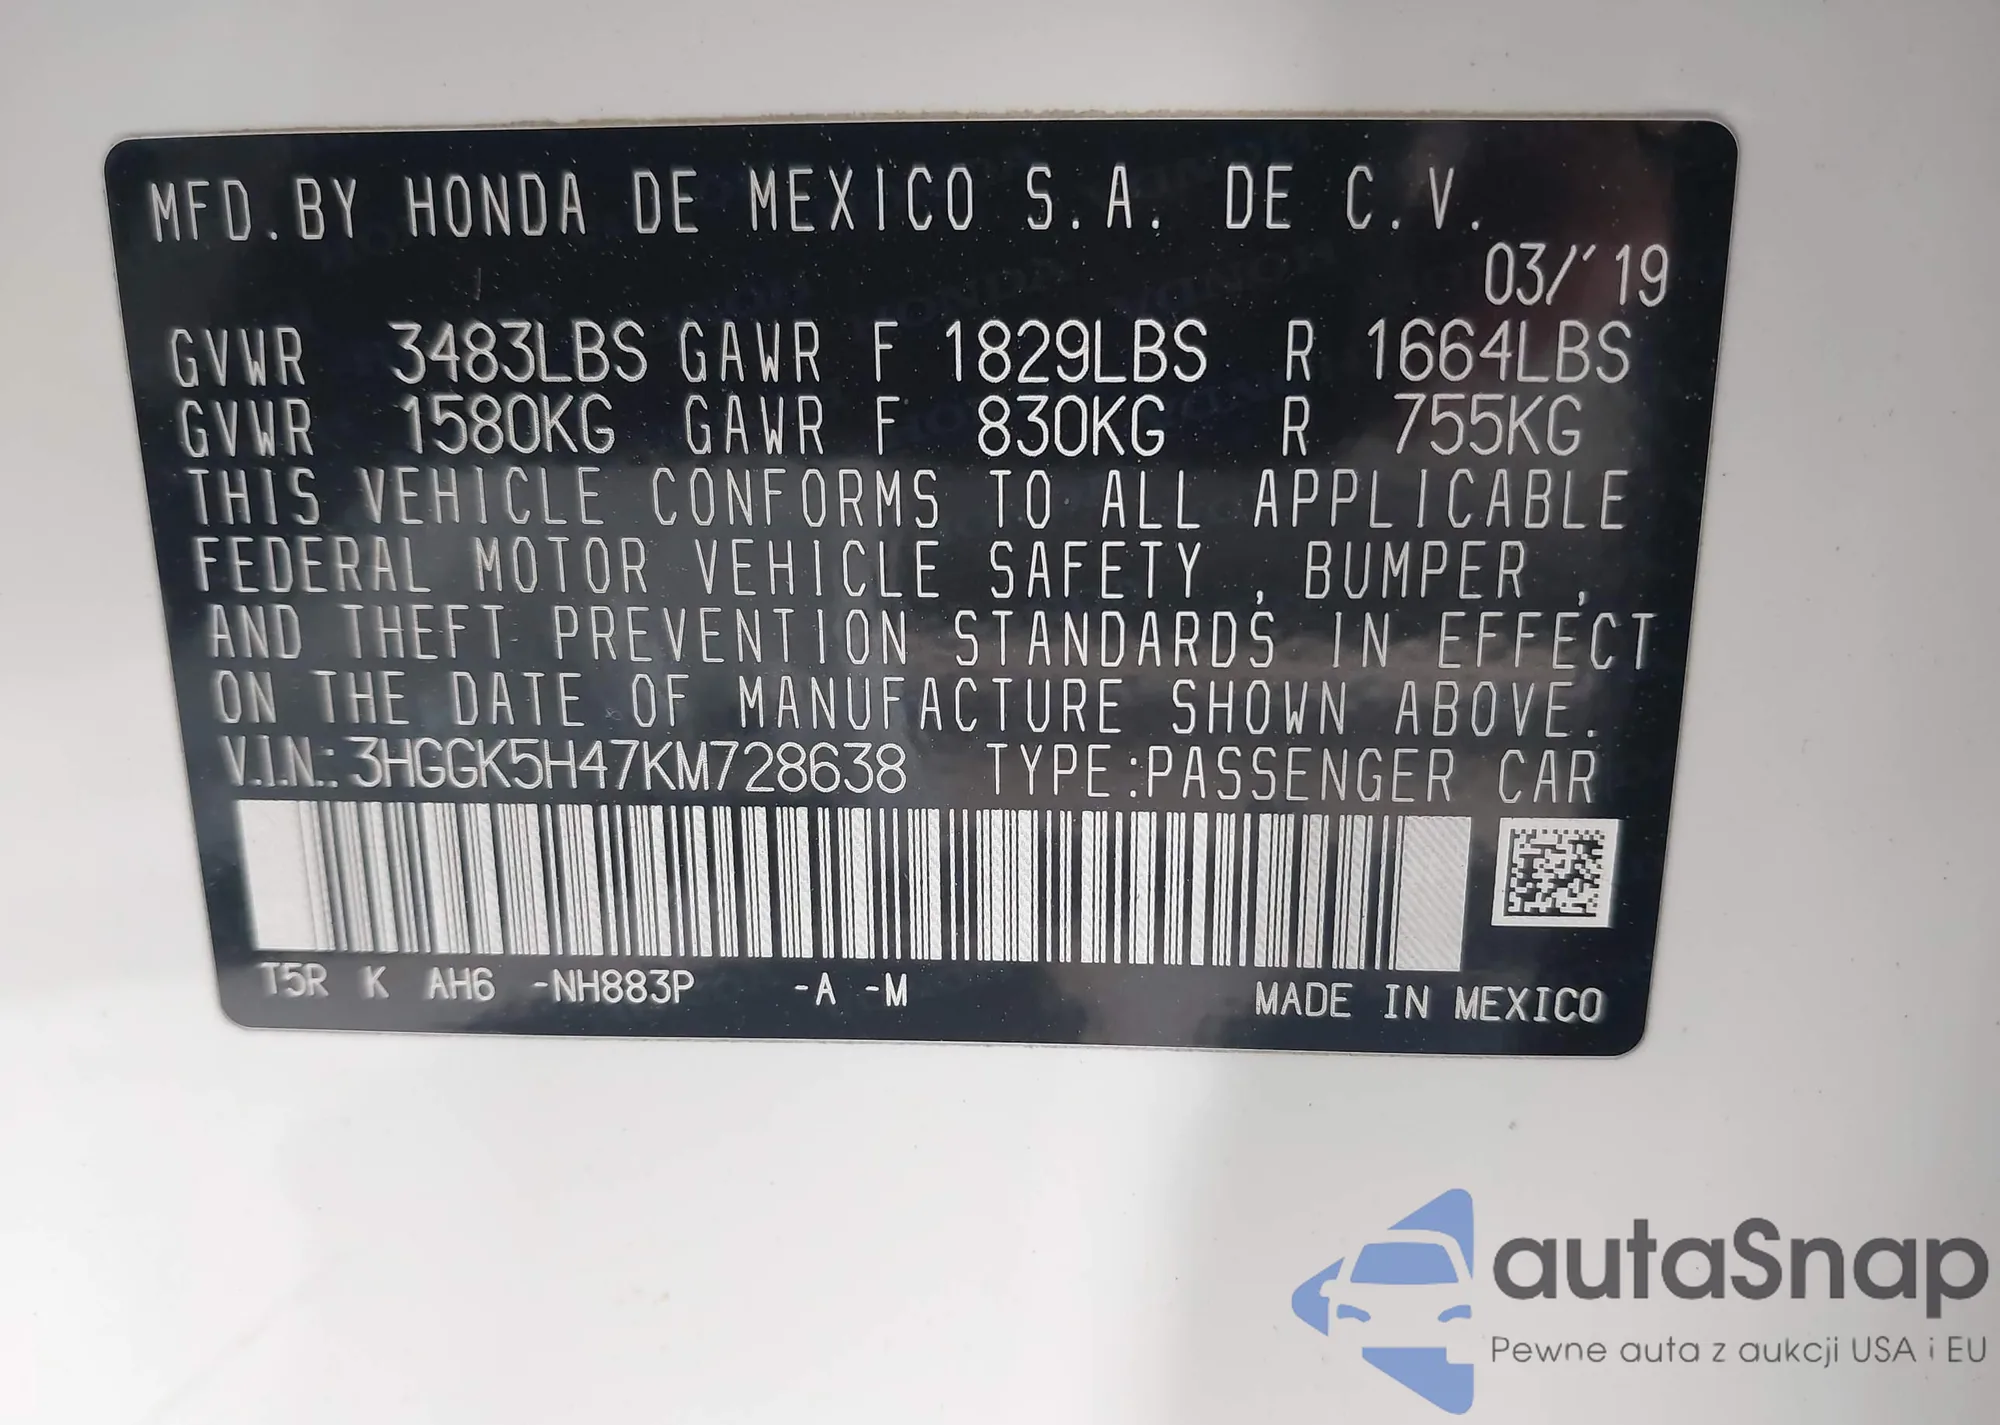 MFD.BY HONDA DE MEXICO S.A. DE C.V.
03/'19
GVWR 3483LBS GAWR F 1829LBS R 1664LBS
GVWR 1580KG GAWR F 830KG R 755KG
THIS VEHICLE CONFORMS TO ALL APPLICABLE
FEDERAL MOTOR VEHICLE SAFETY , BUMPER ,
AND THEFT PREVENTION STANDARDS IN EFFECT
ON THE DATE OF MANUFACTURE SHOWN ABOVE.
V.I.N.: 3HGGK5H47KM728638 TYPE:PASSENGER CAR
T5R K AH6 -NH883P -A -M MADE IN MEXICO
autaSnap
Pewne auta z aukcji USA i EU